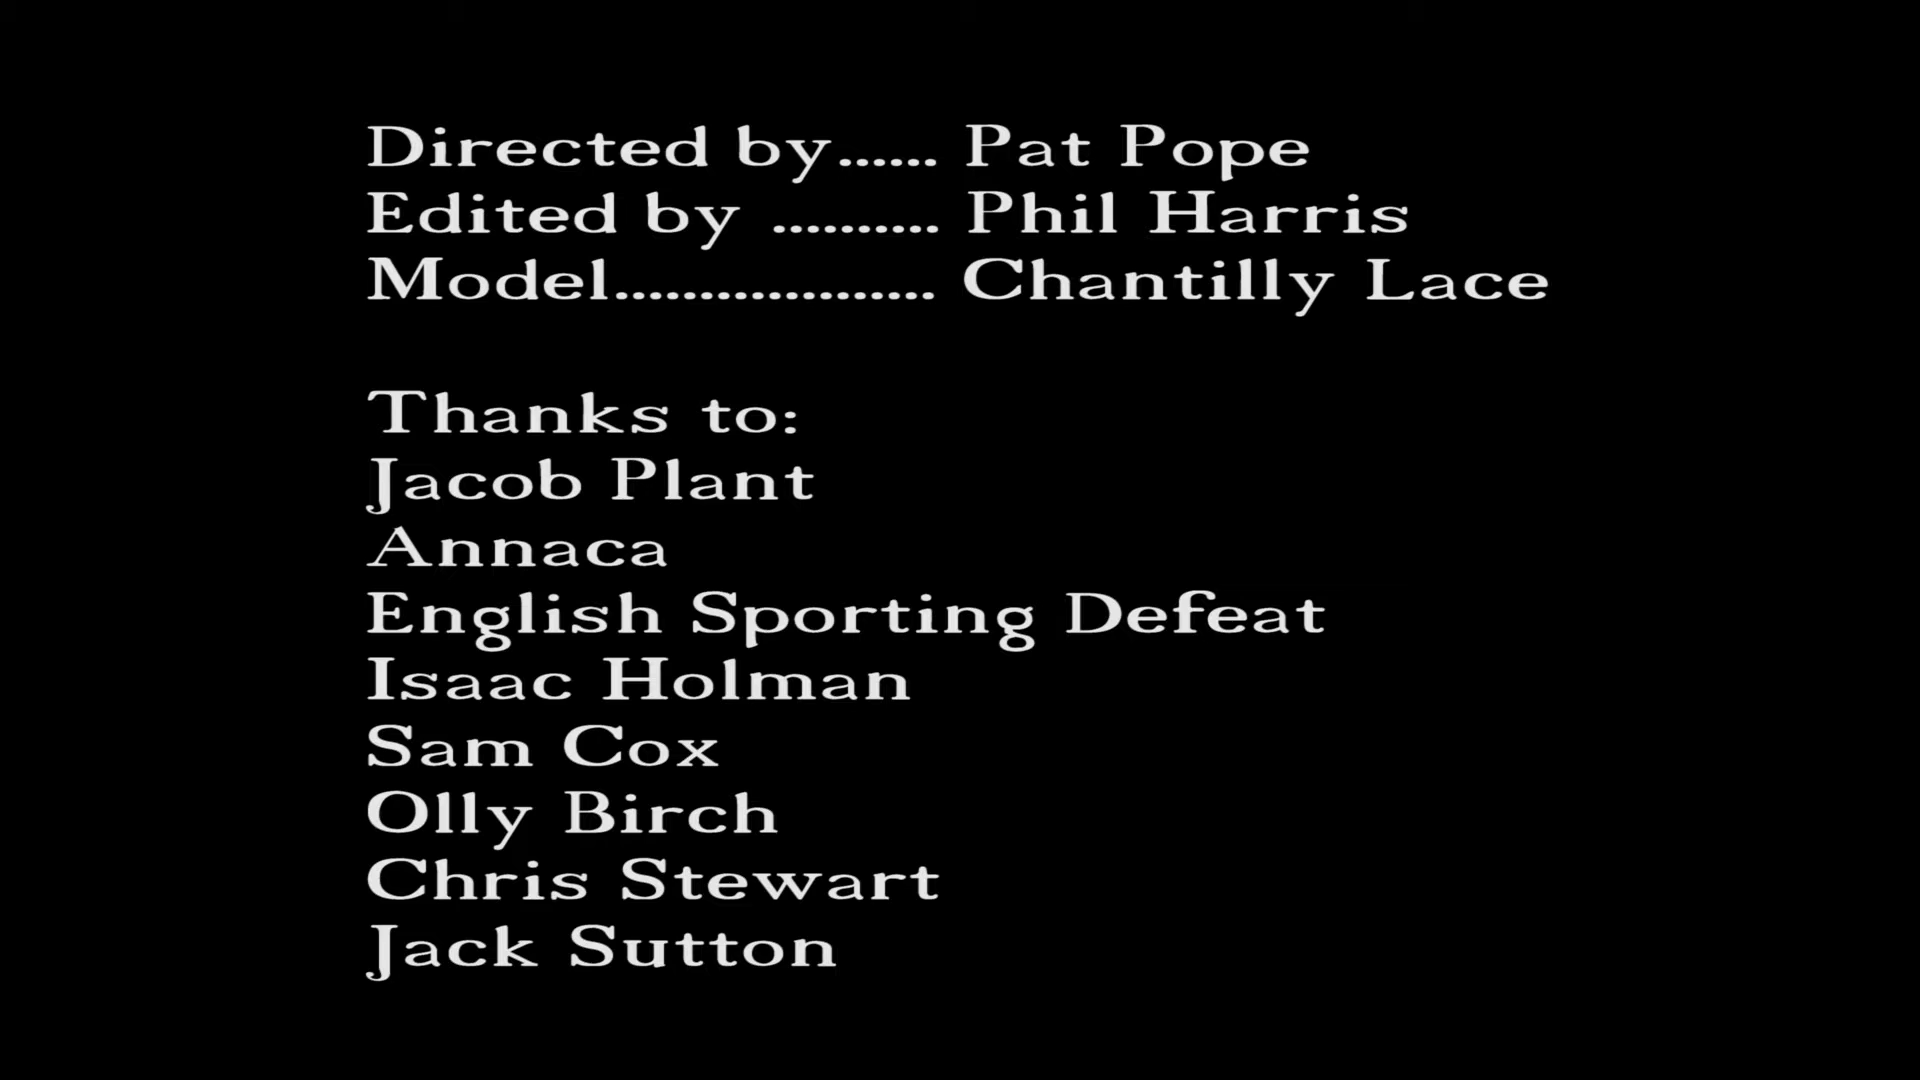 Directed by...... Pat Pope
Edited by .......... Phil Harris
Model................... Chantilly Lace
Thanks to:
Jacob Plant
Annaca
English Sporting Defeat
Isaac Holman
Sam Cox
Olly Birch
Chris Stewart
Jack Sutton